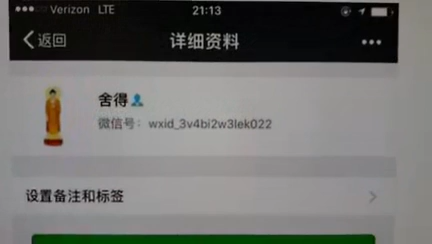 Verizon LTE 21:13
返回 详细资料
舍得
微信号：wxid_3v4bi2w3lek022
设置备注和标签